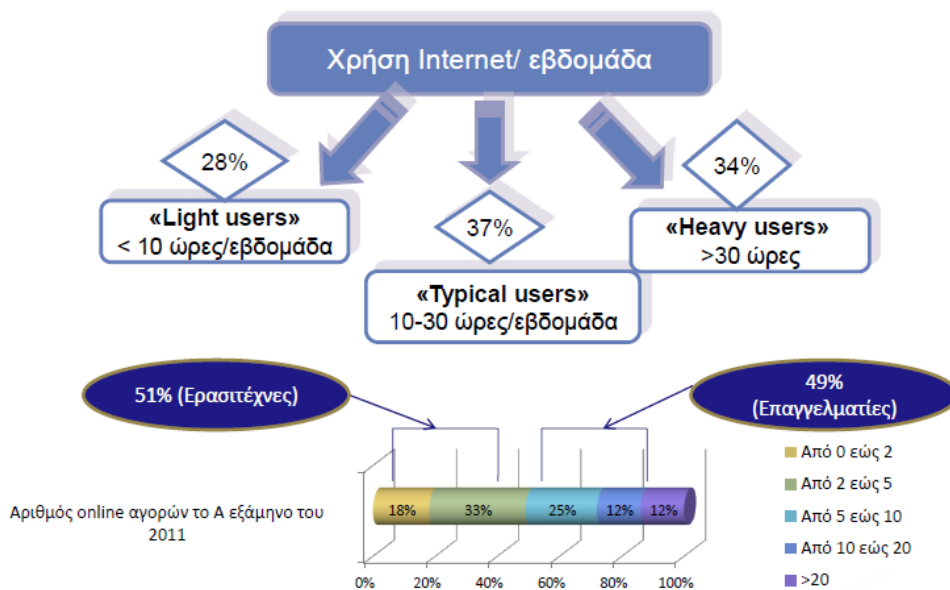 Χρήση Internet/ εβδομάδα
28%
«Light users»
< 10 ώρες/εβδομάδα
37%
«Typical users»
10-30 ώρες/εβδομάδα
34%
«Heavy users»
>30 ώρες
51% (Ερασιτέχνες)
49%
(Επαγγελματίες)
Αριθμός online αγορών το Α εξάμηνο του
2011
18%
33%
25%
12%
12%
0%
20%
40%
60%
80%
100%
Από 0 εώς 2
Από 2 εώς 5
Από 5 εώς 10
Από 10 εώς 20
>20